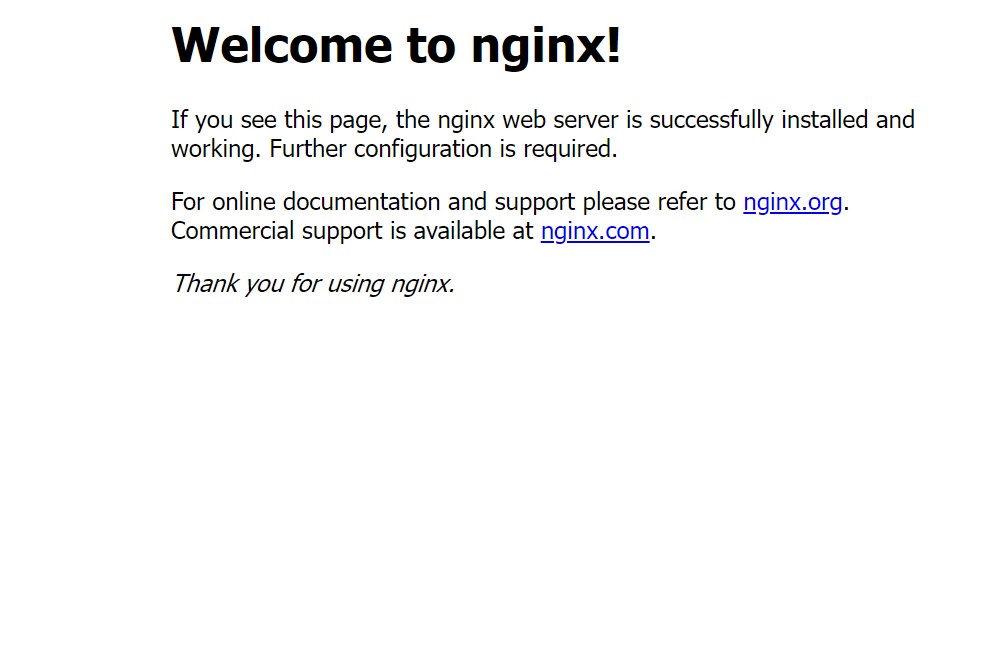 Welcome to nginx!
If you see this page, the nginx web server is successfully installed and
working. Further configuration is required.
For online documentation and support please refer to nginx.org.
Commercial support is available at nginx.com.
Thank you for using nginx.